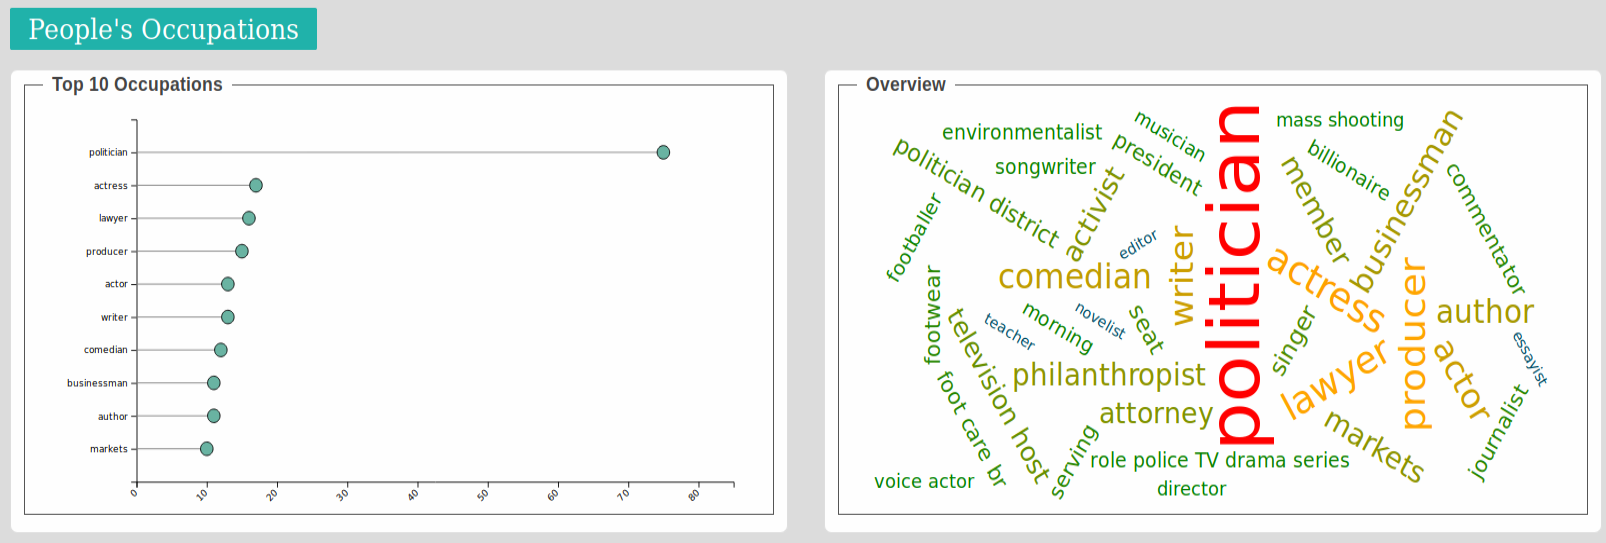 People's Occupations
Top 10 Occupations
politician
actress
lawyer
producer
actor
writer
comedian
businessman
author
markets
0
10
20
30
40
50
60
70
80
Overview
environmentalist
musician
mass shooting
politician district
songwriter
president
billionaire
businessman
activist
member
commentator
footballer
editor
politician
comedian
writer
actress
footwear
television host
teacher
morning
novelist
seat
singer
producer
author
essayist
philanthropist
lawyer
actor
foot care br
attorney
markets
journalist
serving
role police TV drama series
voice actor
director